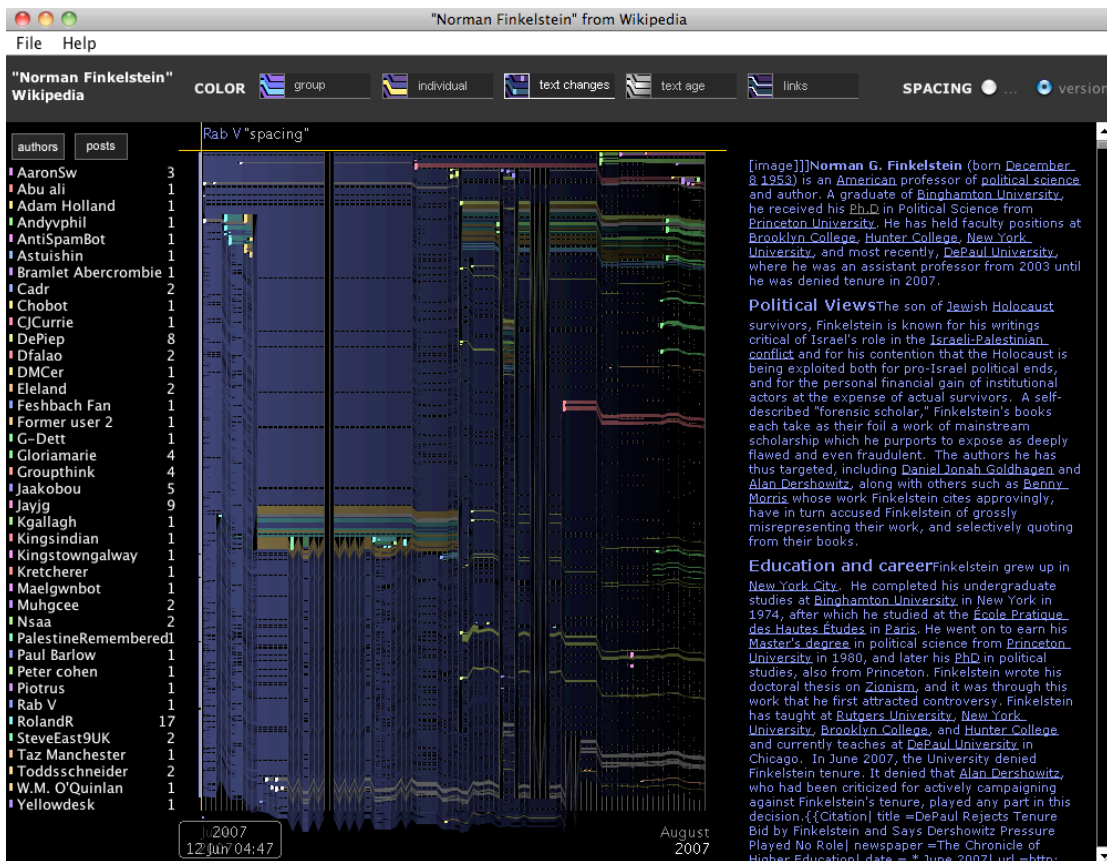 "Norman Finkelstein" from Wikipedia
File Help
"Norman Finkelstein"
Wikipedia
COLOR group individual text changes text age links SPACING ... version
authors posts
Rab V "spacing"
AaronSw 3
Abu ali 1
Adam Holland 1
Andyvphil 1
AntiSpamBot 1
Astuishin 1
Bramlet Abercrombie 1
Cadr 2
Chobot 1
CJCurrie 1
DePiep 8
Dfalao 2
DMCer 1
Eleland 2
Feshbach Fan 1
Former user 2 1
G-Dett 1
Gloriamarie 4
Groupthink 4
Jaakobou 5
Jayjg 9
Kgallagh 1
Kingsindian 1
Kingstowngalway 1
Kretcherer 1
Maelgwnbot 1
Muhgcee 2
Nsaa 2
PalestineRemembered1
Paul Barlow 1
Peter cohen 1
Piotrus 1
Rab V 1
RolandR 17
SteveEast9UK 2
Taz Manchester 1
Toddsschneider 2
W.M. O'Quinlan 1
Yellowdesk 1
2007
12 Jun 04:47
August
2007
[image]]]Norman G. Finkelstein (born December
8 1953) is an American professor of political science
and author. A graduate of Binghamton University,
he received his Ph.D in Political Science from
Princeton University. He has held faculty positions at
Brooklyn College, Hunter College, New York
University, and most recently, DePaul University,
where he was an assistant professor from 2003 until
he was denied tenure in 2007.
Political ViewsThe son of Jewish Holocaust
survivors, Finkelstein is known for his writings
critical of Israel's role in the Israeli-Palestinian
conflict and for his contention that the Holocaust is
being exploited both for pro-Israel political ends,
and for the personal financial gain of institutional
actors at the expense of actual survivors. A self-
described "forensic scholar," Finkelstein's books
each take as their foil a work of mainstream
scholarship which he purports to expose as deeply
flawed and even fraudulent. The authors he has
thus targeted, including Daniel Jonah Goldhagen and
Alan Dershowitz, along with others such as Benny
Morris whose work Finkelstein cites approvingly,
have in turn accused Finkelstein of grossly
misrepresenting their work, and selectively quoting
from their books.
Education and careerFinkelstein grew up in
New York City. He completed his undergraduate
studies at Binghamton University in New York in
1974, after which he studied at the École Pratique
des Hautes Études in Paris. He went on to earn his
Master's degree in political science from Princeton
University in 1980, and later his PhD in political
studies, also from Princeton. Finkelstein wrote his
doctoral thesis on Zionism, and it was through this
work that he first attracted controversy. Finkelstein
has taught at Rutgers University, New York
University, Brooklyn College, and Hunter College
and currently teaches at DePaul University in
Chicago. In June 2007, the University denied
Finkelstein tenure. It denied that Alan Dershowitz,
who had been criticized for actively campaigning
against Finkelstein's tenure, played any part in this
decision.{{Citation| title =DePaul Rejects Tenure
Bid by Finkelstein and Says Dershowitz Pressure
Played No Role| newspaper =The Chronicle of
Higher Education| date = * June 2007| url =http: